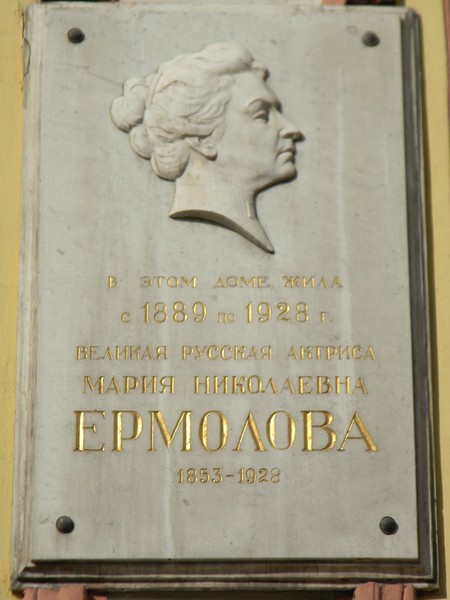 В ЭТОМ ДОМЕ ЖИЛА
с 1889 по 1928 г.
ВЕЛИКАЯ РУССКАЯ АКТРИСА
МАРИЯ НИКОЛАЕВНА
ЕРМОЛОВА
1853-1928